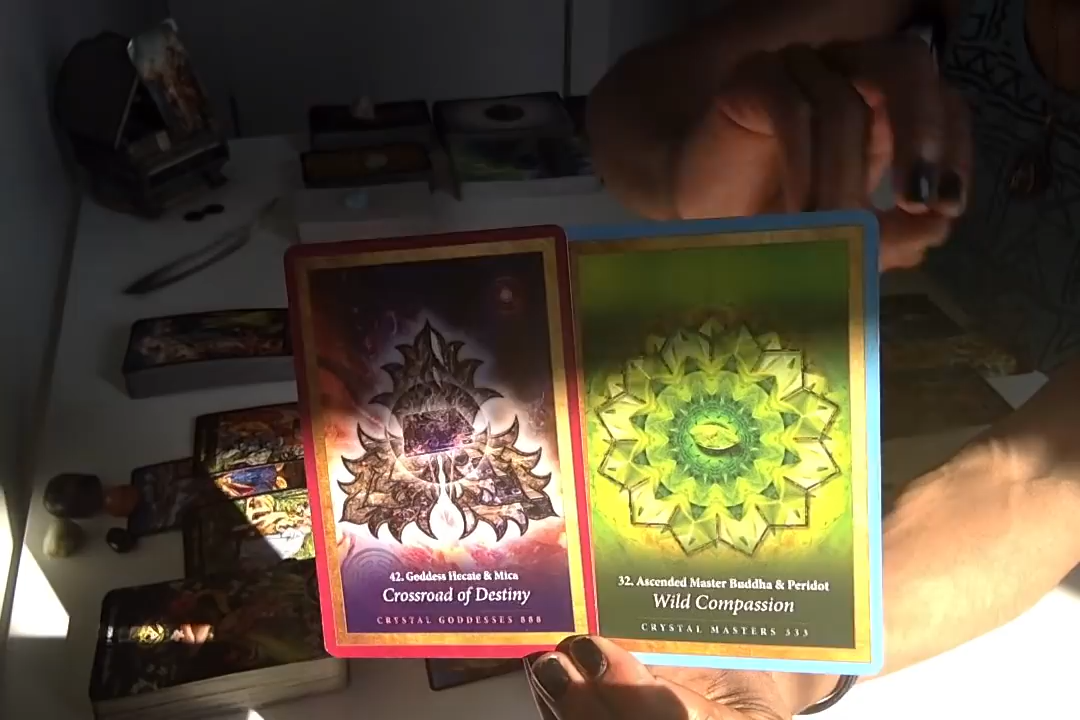 42. Goddess Hecate & Mica
Crossroad of Destiny
CRYSTAL GODDESSES 888
32. Ascended Master Buddha & Peridot
Wild Compassion
CRYSTAL MASTERS 333